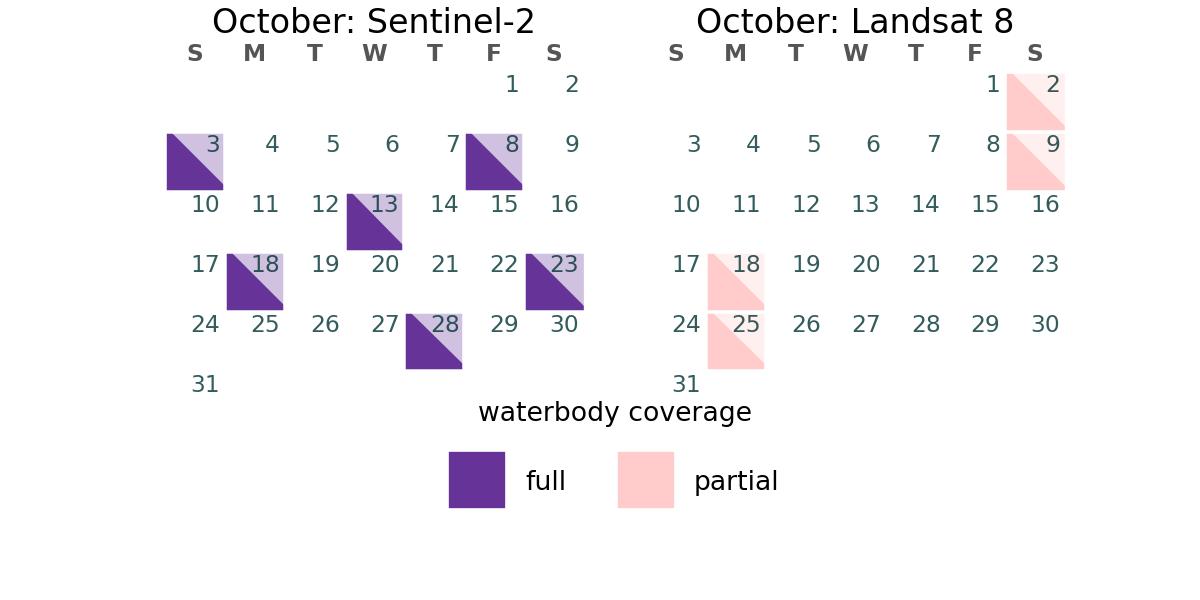 October: Sentinel-2
S M T W T F S
1 2
3 4 5 6 7 8 9
10 11 12 13 14 15 16
17 18 19 20 21 22 23
24 25 26 27 28 29 30
31
October: Landsat 8
S M T W T F S
1 2
3 4 5 6 7 8 9
10 11 12 13 14 15 16
17 18 19 20 21 22 23
24 25 26 27 28 29 30
31
waterbody coverage
full partial